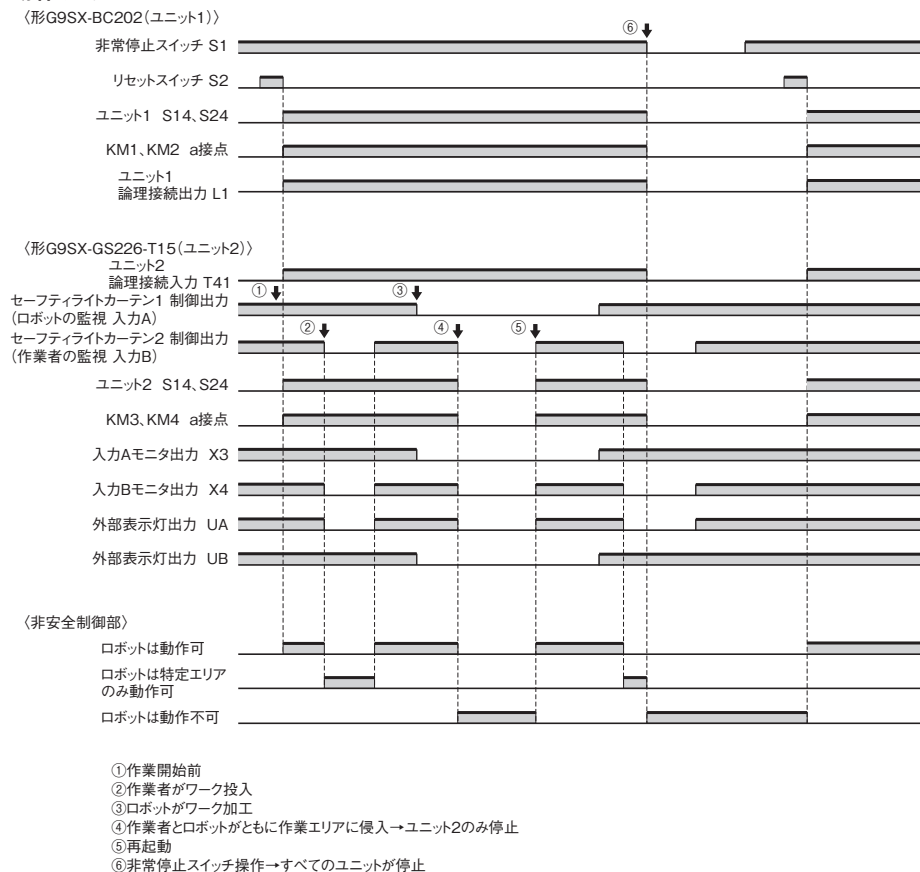 〈形G9SX-BC202（ユニット1）〉
⑥
非常停止スイッチ S1
リセットスイッチ S2
ユニット1 S14、S24
KM1、KM2 a接点
ユニット1
論理接続出力 L1
〈形G9SX-GS226-T15（ユニット2）〉
ユニット2
論理接続入力 T41
① ③
セーフティライトカーテン1 制御出力
（ロボットの監視 入力A）
② ④ ⑤
セーフティライトカーテン2 制御出力
（作業者の監視 入力B）
ユニット2 S14、S24
KM3、KM4 a接点
入力Aモニタ出力 X3
入力Bモニタ出力 X4
外部表示灯出力 UA
外部表示灯出力 UB
〈非安全制御部〉
ロボットは動作可
ロボットは特定エリア
のみ動作可
ロボットは動作不可
①作業開始前
②作業者がワーク投入
③ロボットがワーク加工
④作業者とロボットがともに作業エリアに侵入→ユニット2のみ停止
⑤再起動
⑥非常停止スイッチ操作→すべてのユニットが停止